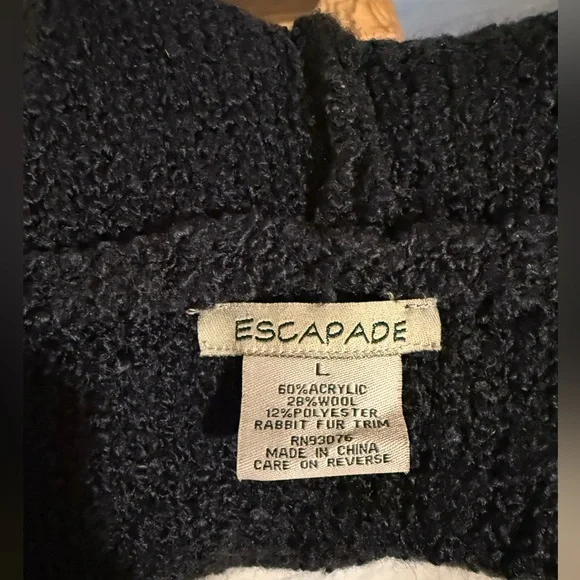 ESCAPADE
L
60%ACRYLIC
28%WOOL
12%POLYESTER
RABBIT FUR TRIM
RN93076
MADE IN CHINA
CARE ON REVERSE